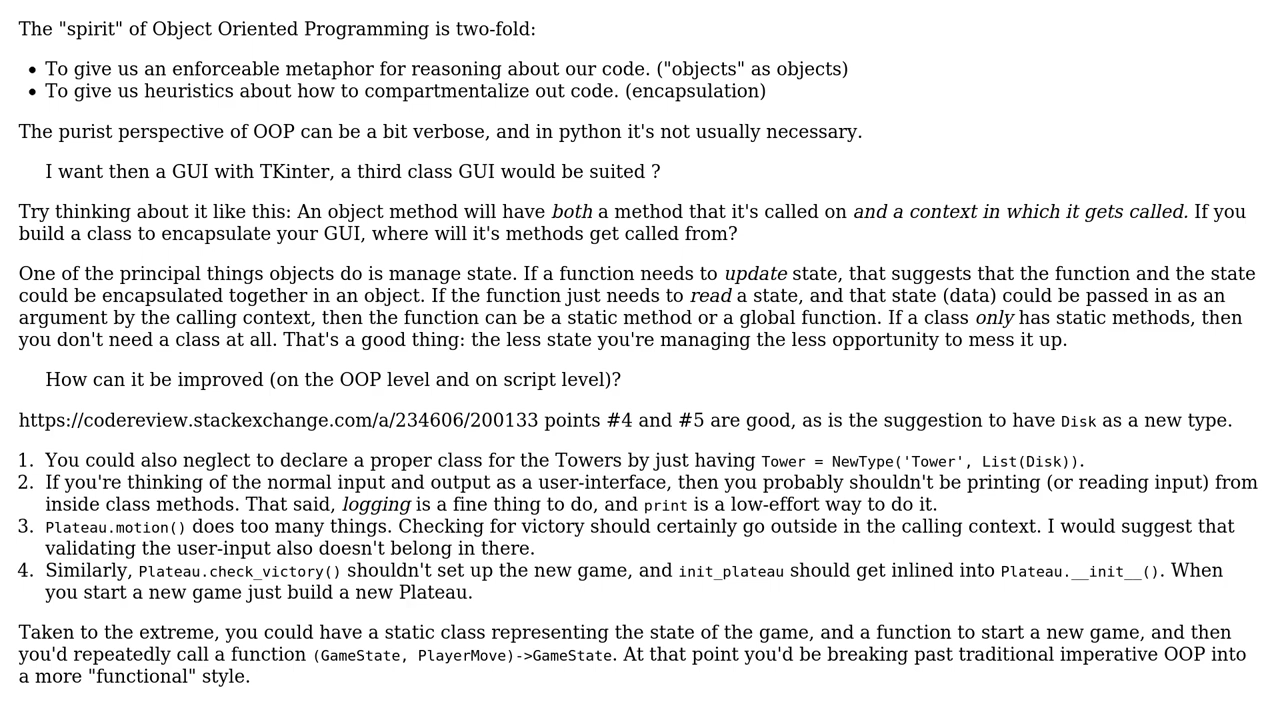 The "spirit" of Object Oriented Programming is two-fold:
• To give us an enforceable metaphor for reasoning about our code. ("objects" as objects)
• To give us heuristics about how to compartmentalize out code. (encapsulation)
The purist perspective of OOP can be a bit verbose, and in python it's not usually necessary.
I want then a GUI with TKinter, a third class GUI would be suited ?
Try thinking about it like this: An object method will have both a method that it's called on and a context in which it gets called. If you
build a class to encapsulate your GUI, where will it's methods get called from?
One of the principal things objects do is manage state. If a function needs to update state, that suggests that the function and the state
could be encapsulated together in an object. If the function just needs to read a state, and that state (data) could be passed in as an
argument by the calling context, then the function can be a static method or a global function. If a class only has static methods, then
you don't need a class at all. That's a good thing: the less state you're managing the less opportunity to mess it up.
How can it be improved (on the OOP level and on script level)?
https://codereview.stackexchange.com/a/234606/200133 points #4 and #5 are good, as is the suggestion to have Disk as a new type.
1. You could also neglect to declare a proper class for the Towers by just having Tower = NewType('Tower', List(Disk)).
2. If you're thinking of the normal input and output as a user-interface, then you probably shouldn't be printing (or reading input) from
inside class methods. That said, logging is a fine thing to do, and print is a low-effort way to do it.
3. Plateau.motion() does too many things. Checking for victory should certainly go outside in the calling context. I would suggest that
validating the user-input also doesn't belong in there.
4. Similarly, Plateau.check_victory() shouldn't set up the new game, and init_plateau should get inlined into Plateau.__init__(). When
you start a new game just build a new Plateau.
Taken to the extreme, you could have a static class representing the state of the game, and a function to start a new game, and then
you'd repeatedly call a function (GameState, PlayerMove)->GameState. At that point you'd be breaking past traditional imperative OOP into
a more "functional" style.